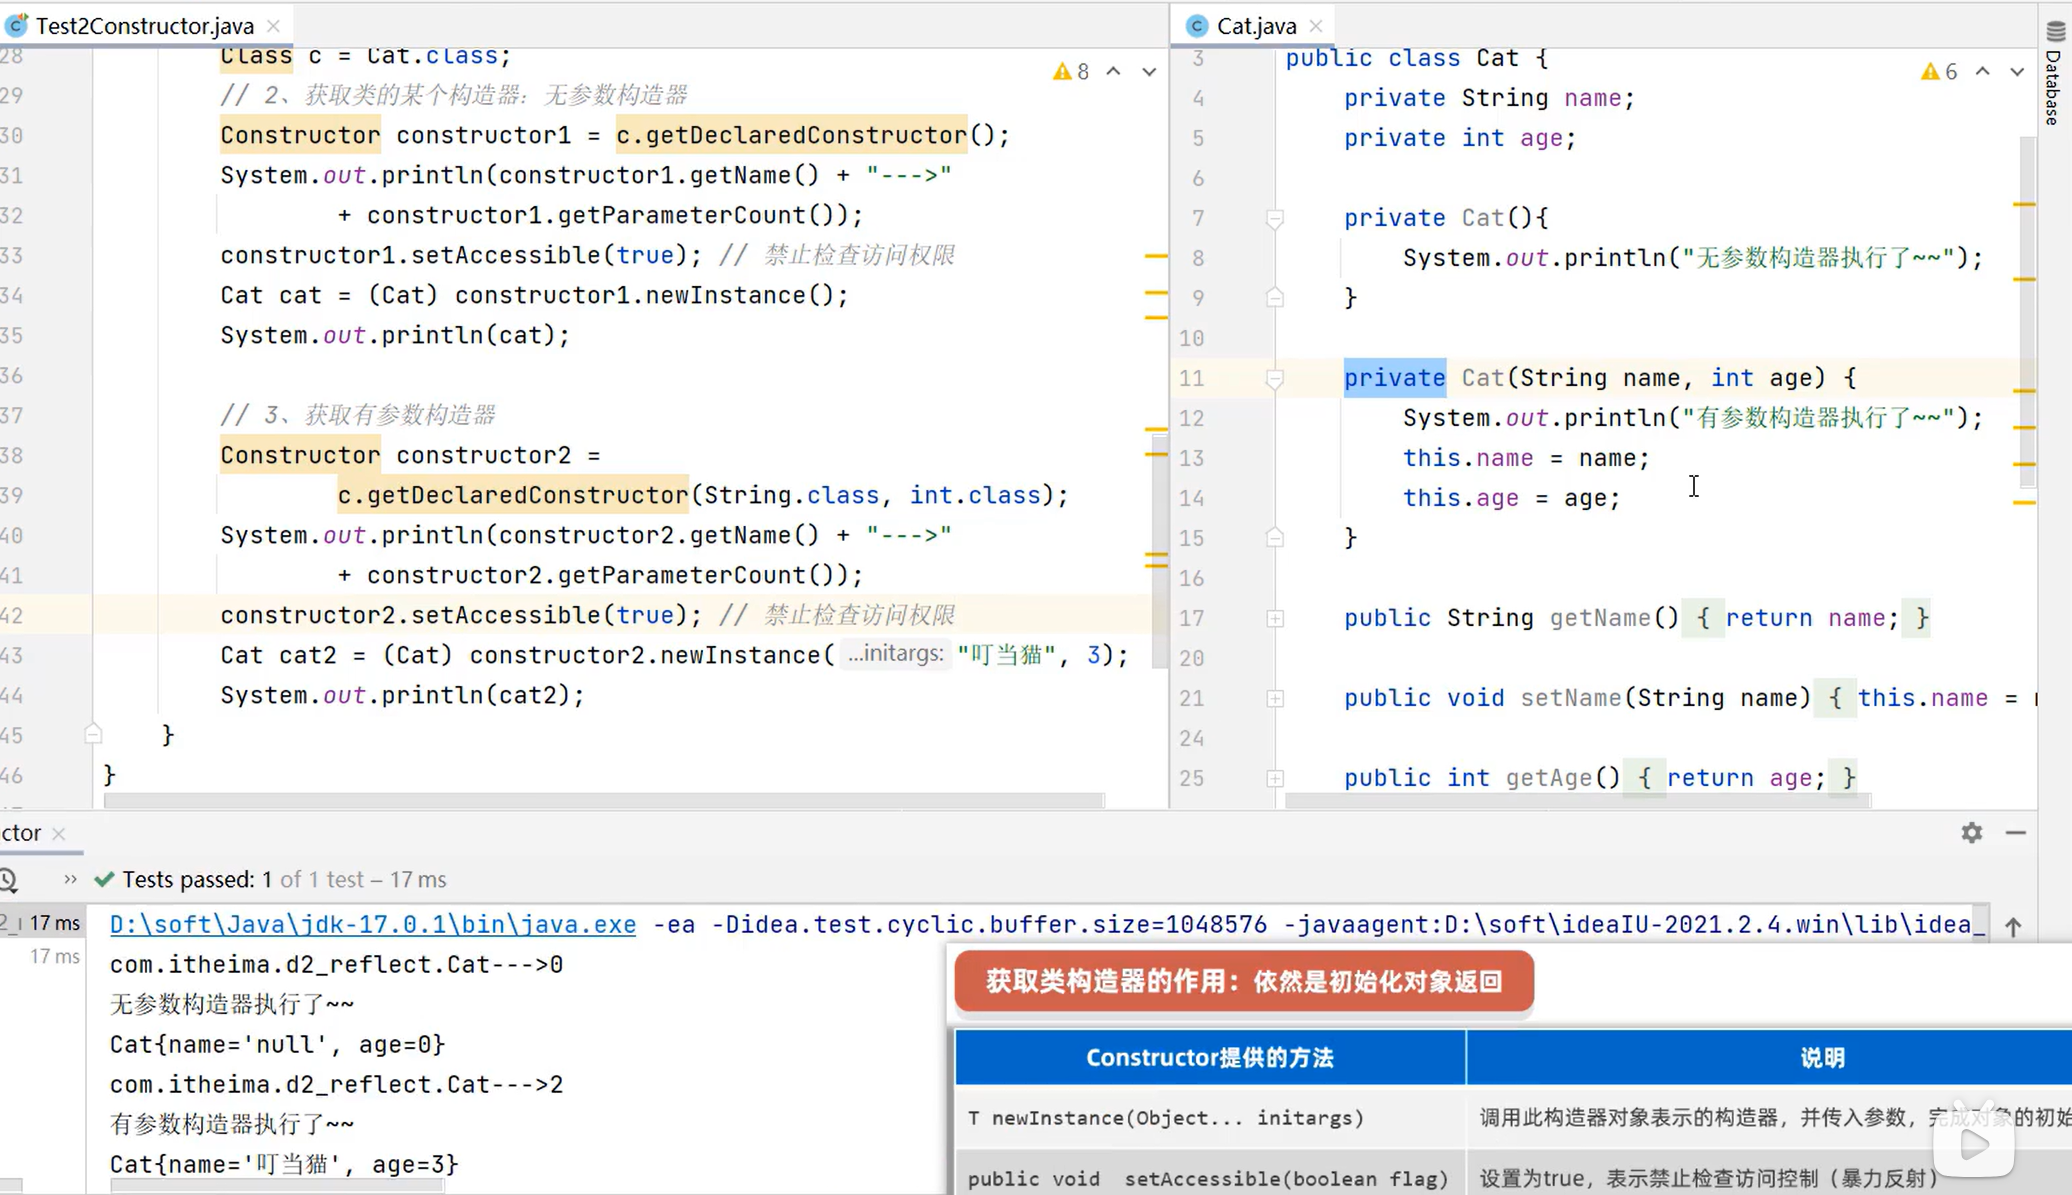 Test2Constructor.java
28 Class c = Cat.class;
29 // 2、获取类的某个构造器：无参数构造器
30 Constructor constructor1 = c.getDeclaredConstructor();
31 System.out.println(constructor1.getName() + "--->"
32 + constructor1.getParameterCount());
33 constructor1.setAccessible(true); // 禁止检查访问权限
34 Cat cat = (Cat) constructor1.newInstance();
35 System.out.println(cat);
36
37 // 3、获取有参数构造器
38 Constructor constructor2 =
39 c.getDeclaredConstructor(String.class, int.class);
40 System.out.println(constructor2.getName() + "--->"
41 + constructor2.getParameterCount());
42 constructor2.setAccessible(true); // 禁止检查访问权限
43 Cat cat2 = (Cat) constructor2.newInstance( ...initargs: "叮当猫", 3);
44 System.out.println(cat2);
45 }
46 }
8
Cat.java
3 public class Cat {
4 private String name;
5 private int age;
6
7 private Cat(){
8 System.out.println("无参数构造器执行了~~");
9 }
10
11 private Cat(String name, int age) {
12 System.out.println("有参数构造器执行了~~");
13 this.name = name;
14 this.age = age;
15 }
16
17 public String getName() { return name; }
20
21 public void setName(String name) { this.name =
24
25 public int getAge() { return age; }
6
Database
ctor
Tests passed: 1 of 1 test – 17 ms
17 ms
17 ms
D:\soft\Java\jdk-17.0.1\bin\java.exe -ea -Didea.test.cyclic.buffer.size=1048576 -javaagent:D:\soft\ideaIU-2021.2.4.win\lib\idea_
com.itheima.d2_reflect.Cat--->0
无参数构造器执行了~~
Cat{name='null', age=0}
com.itheima.d2_reflect.Cat--->2
有参数构造器执行了~~
Cat{name='叮当猫', age=3}
获取类构造器的作用：依然是初始化对象返回
Constructor提供的方法 说明
T newInstance(Object... initargs) 调用此构造器对象表示的构造器，并传入参数，完成对象的初始
public void setAccessible(boolean flag) 设置为true，表示禁止检查访问控制（暴力反射）